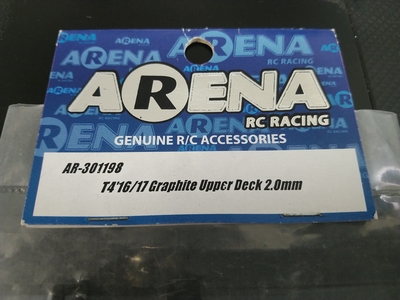 ARENA
RC RACING
GENUINE R/C ACCESSORIES
AR-301198
T4'16/17 Graphite Upper Deck 2.0mm